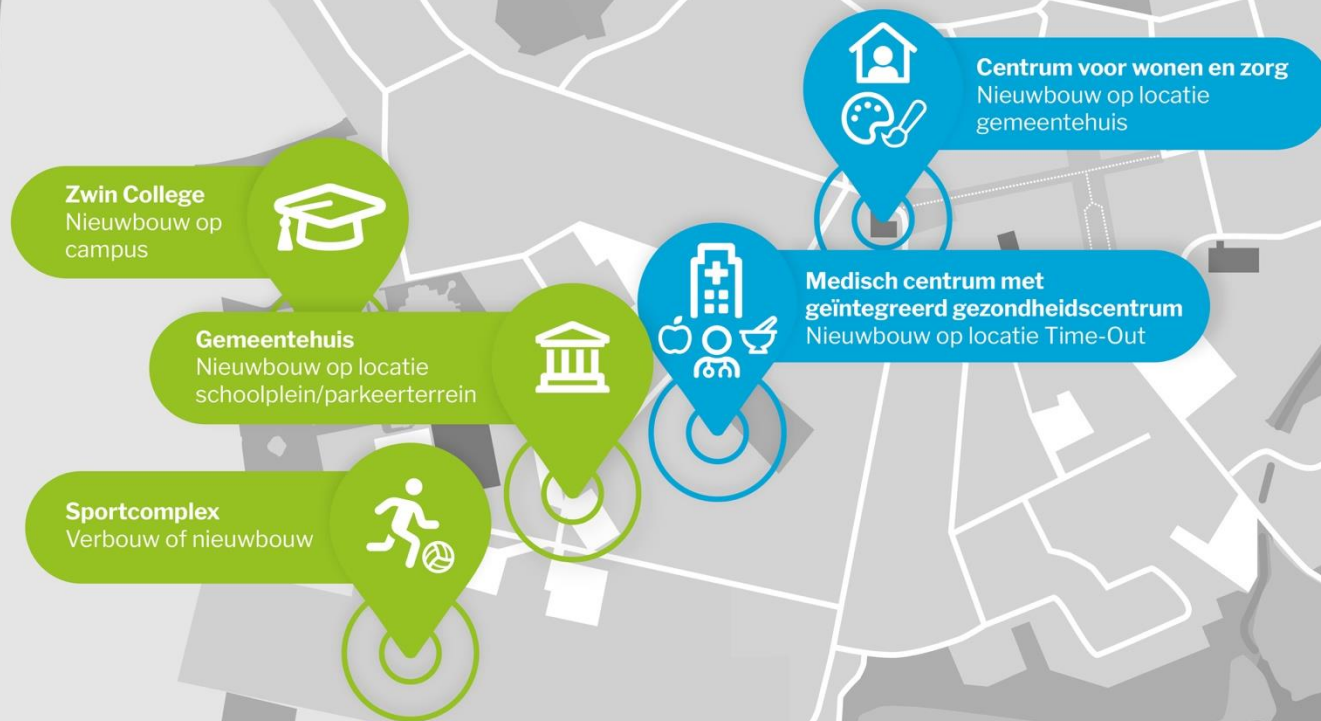 Centrum voor wonen en zorg
Nieuwbouw op locatie
gemeentehuis
Zwin College
Nieuwbouw op
campus
Medisch centrum met
geïntegreerd gezondheidscentrum
Nieuwbouw op locatie Time-Out
Gemeentehuis
Nieuwbouw op locatie
schoolplein/parkeerterrein
Sportcomplex
Verbouw of nieuwbouw